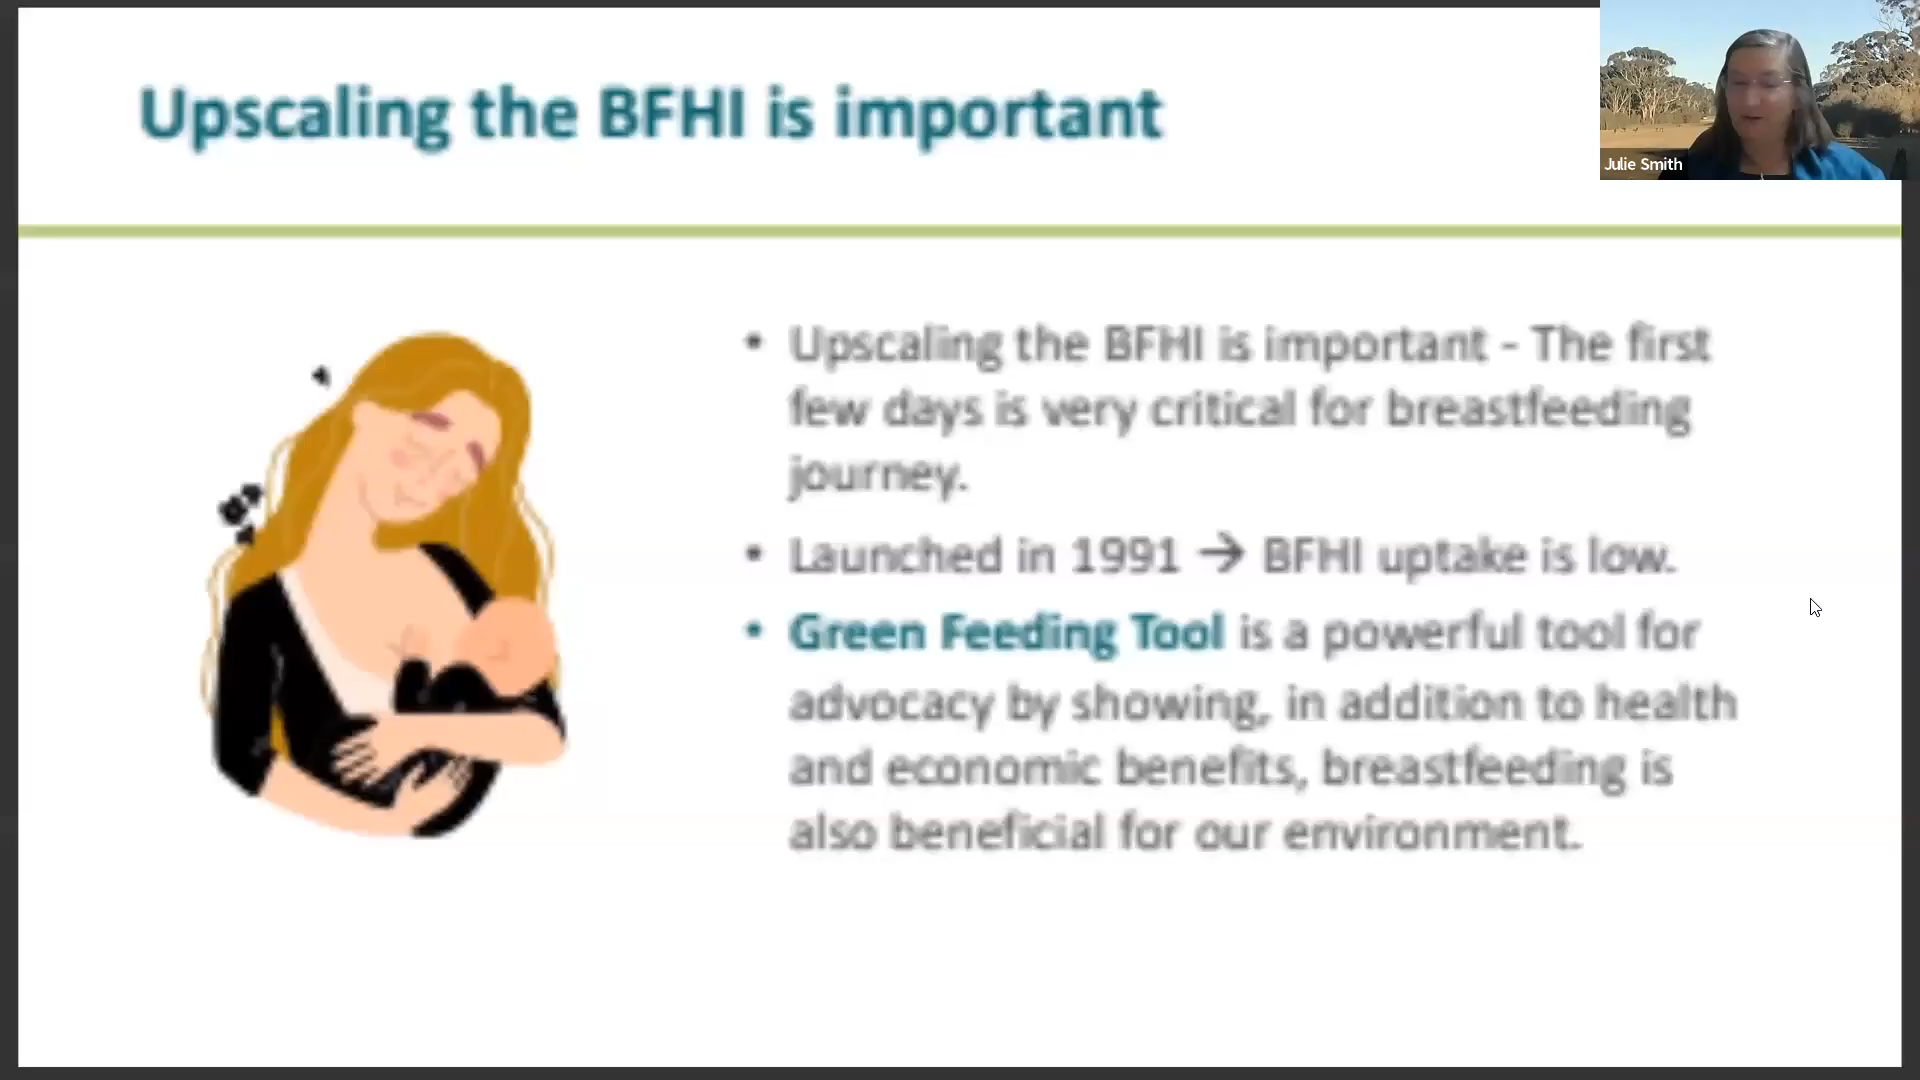 Upscaling the BFHI is important
Julie Smith
• Upscaling the BFHI is important - The first
few days is very critical for breastfeeding
journey.
• Launched in 1991 → BFHI uptake is low.
• Green Feeding Tool is a powerful tool for
advocacy by showing, in addition to health
and economic benefits, breastfeeding is
also beneficial for our environment.